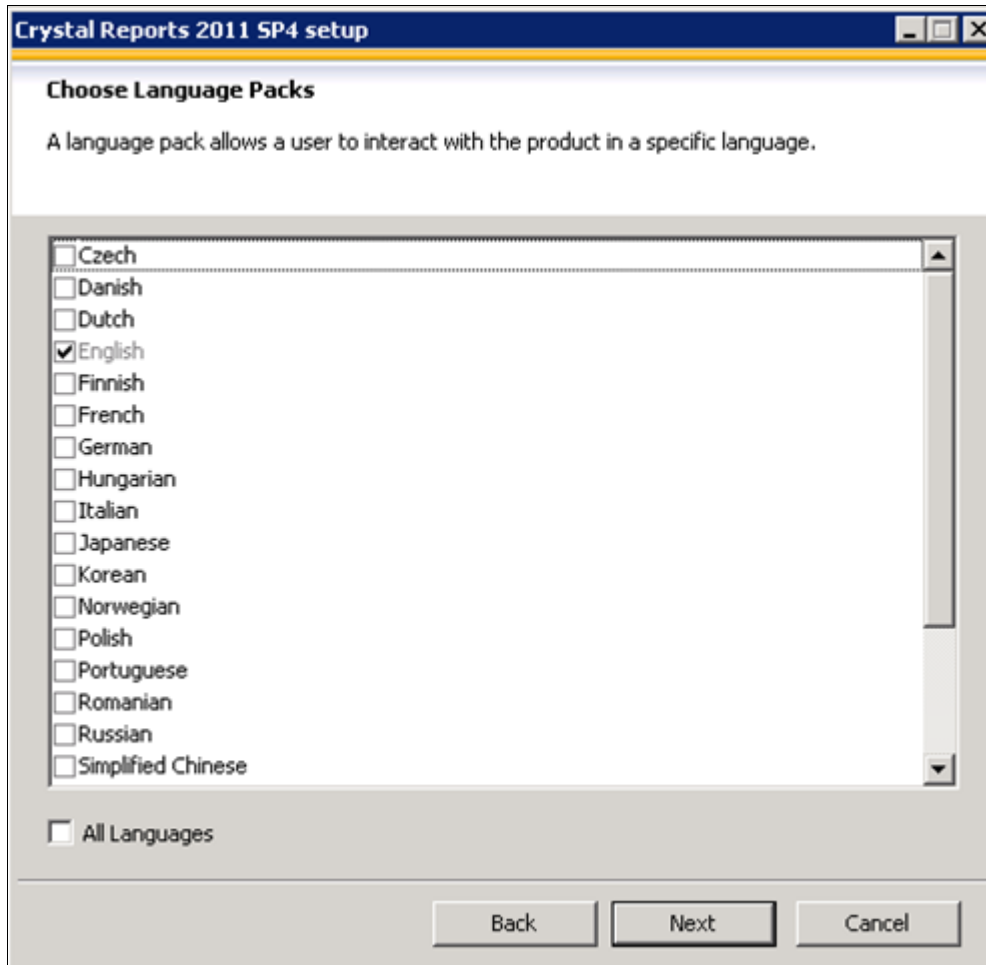 Crystal Reports 2011 SP4 setup
Choose Language Packs
A language pack allows a user to interact with the product in a specific language.
Czech
Danish
Dutch
English
Finnish
French
German
Hungarian
Italian
Japanese
Korean
Norwegian
Polish
Portuguese
Romanian
Russian
Simplified Chinese
All Languages
Back Next Cancel